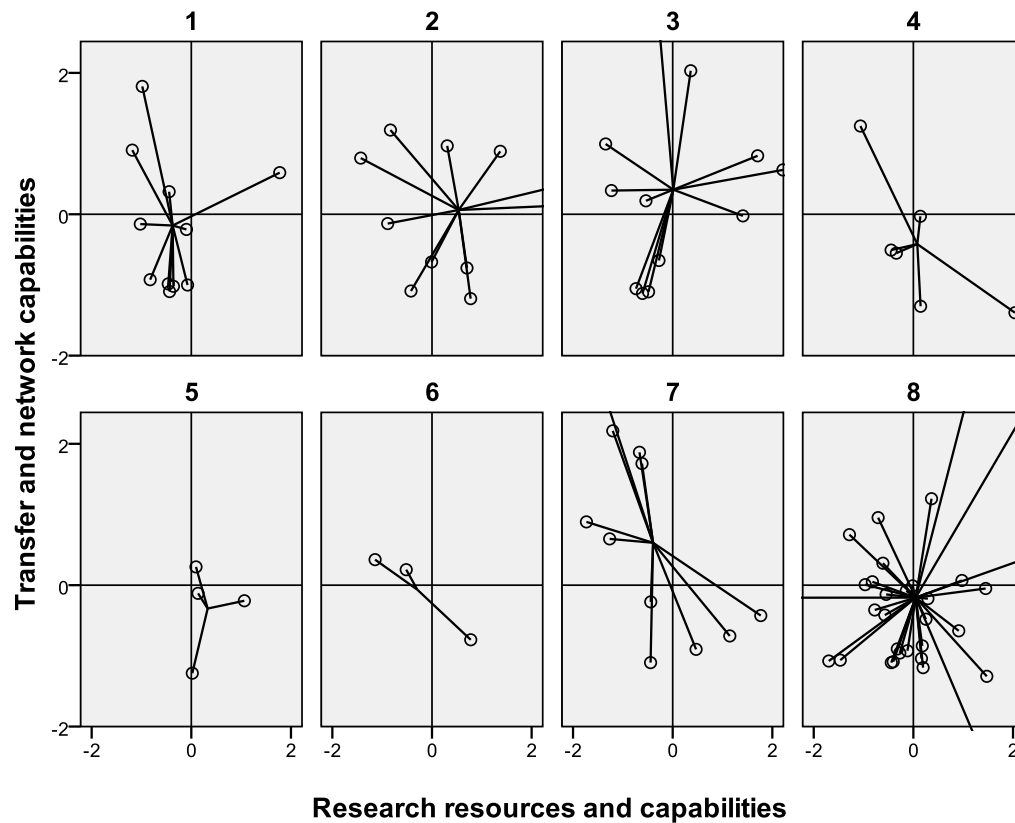 1 2 3 4
2
0
-2
5 6 7 8
2
0
-2
-2 0 2 -2 0 2 -2 0 2 -2 0 2
Transfer and network capabilities
Research resources and capabilities